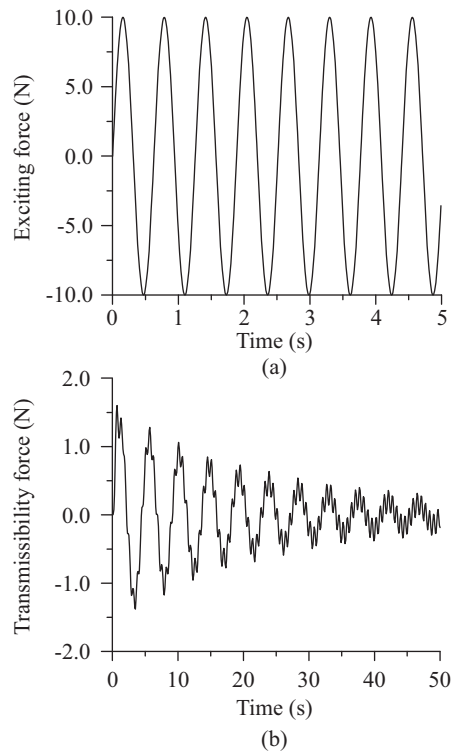 10.0
5.0
0.0
-5.0
-10.0
Exciting force (N)
0 1 2 3 4 5
Time (s)
(a)
2.0
1.0
0.0
-1.0
-2.0
Transmissibility force (N)
0 10 20 30 40 50
Time (s)
(b)